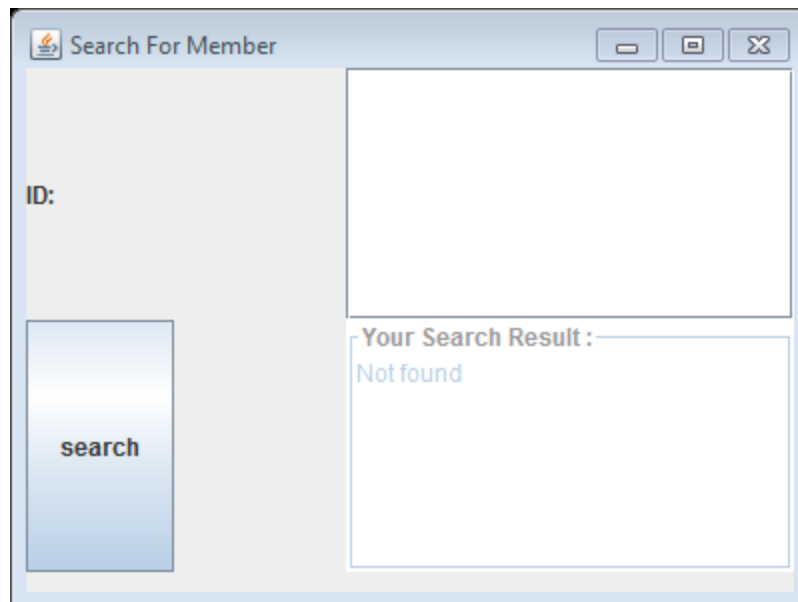 Search For Member
ID:
search
Your Search Result :
Not found